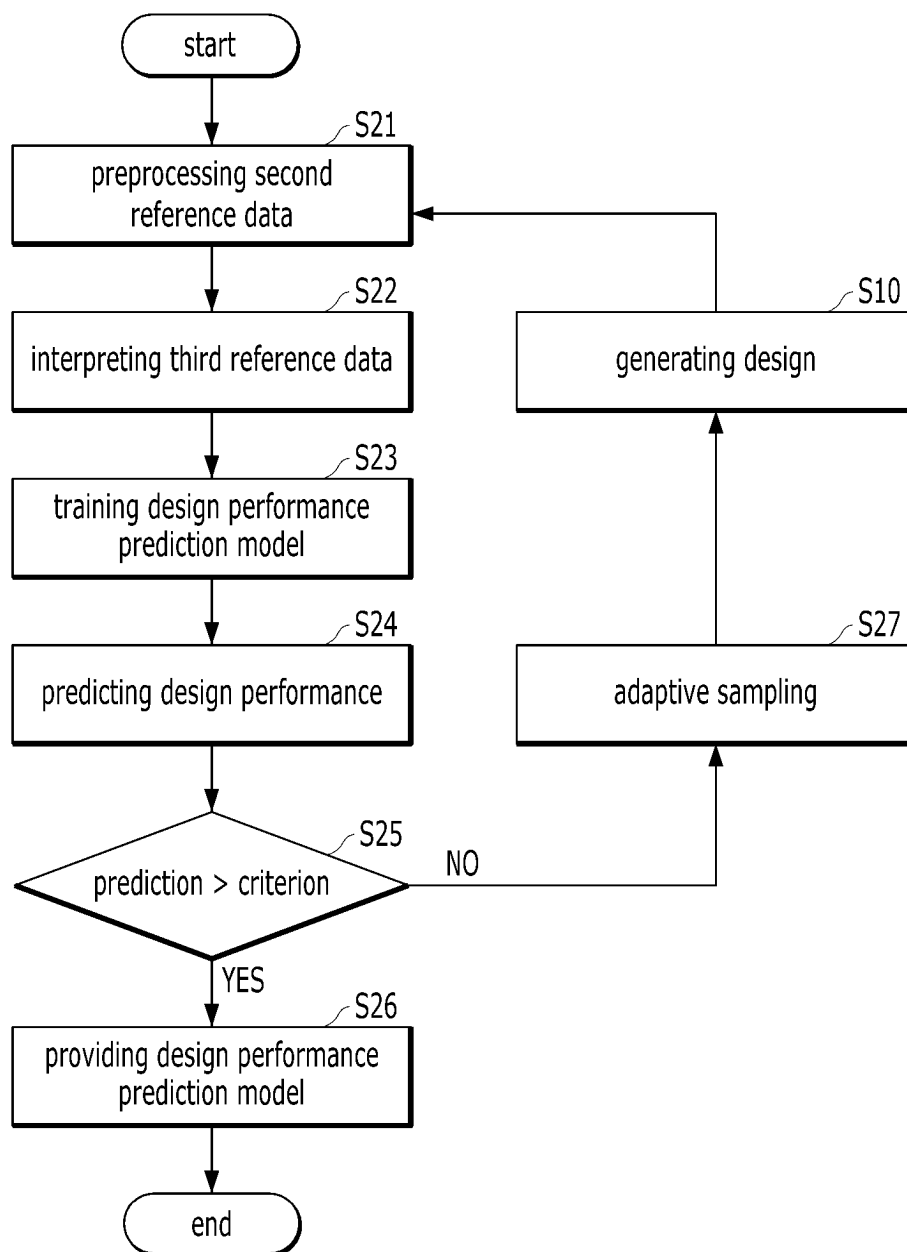 start
S21
preprocessing second
reference data
S22
interpreting third reference data
S10
generating design
S23
training design performance
prediction model
S24
predicting design performance
S27
adaptive sampling
S25
prediction > criterion
NO
YES
S26
providing design performance
prediction model
end